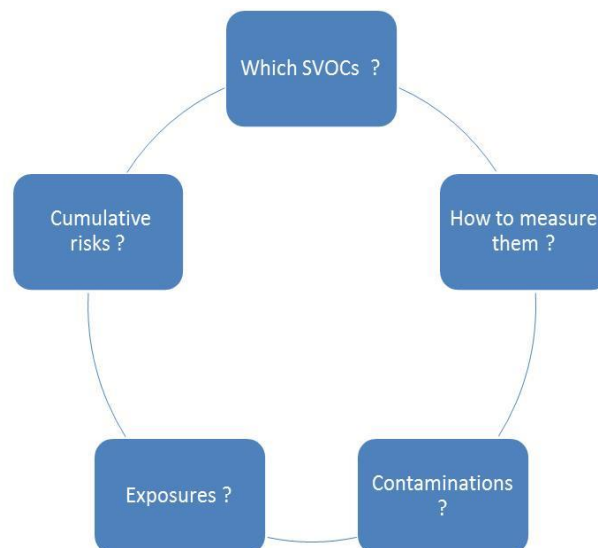 Which SVOCs ?
How to measure
them ?
Contaminations
?
Exposures ?
Cumulative
risks ?